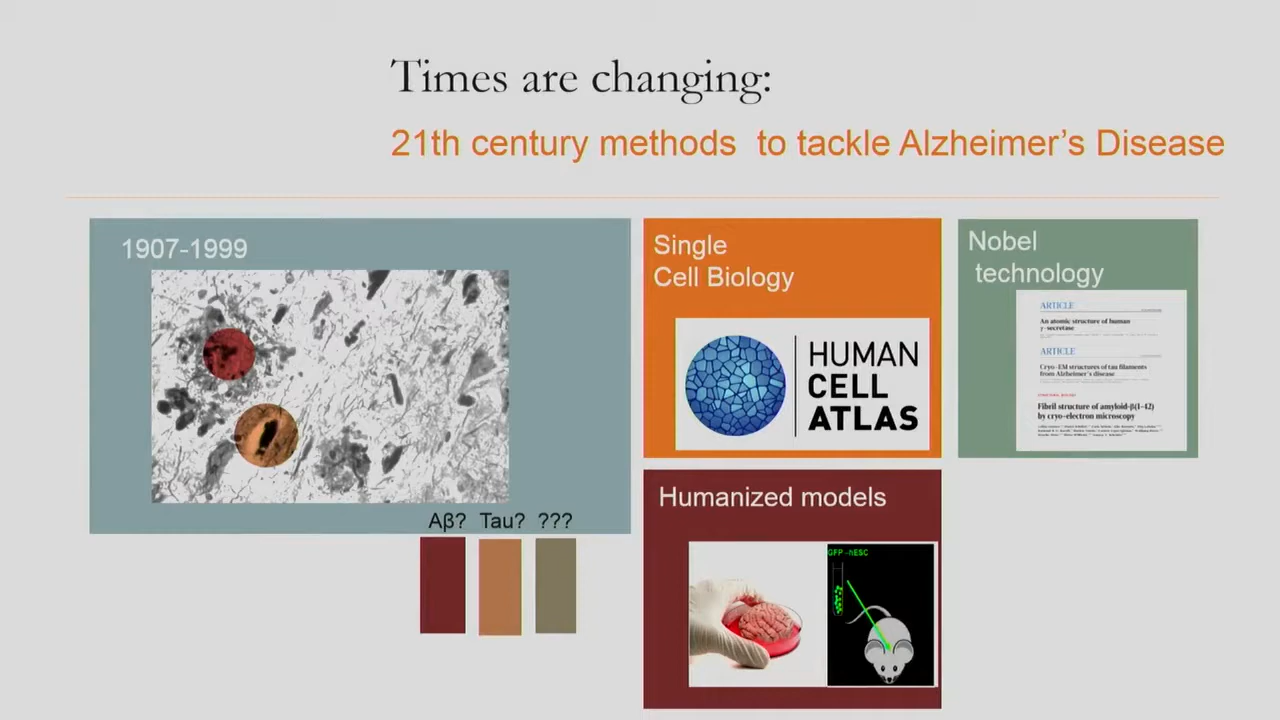 Times are changing:
21th century methods to tackle Alzheimer's Disease
1907-1999
Aβ? Tau? ???
Single
Cell Biology
HUMAN
CELL
ATLAS
Nobel
technology
ARTICLE
An atomic structure of human
γ-secretase
ARTICLE
Cryo-EM structures of tau filaments
from Alzheimer's disease
Fibril structure of amyloid-β(1–42)
by cryo–electron microscopy
Humanized models
GFP -hESC